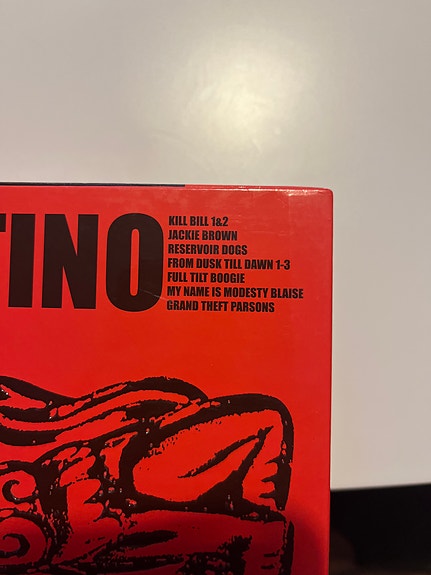 TINO
KILL BILL 1&2
JACKIE BROWN
RESERVOIR DOGS
FROM DUSK TILL DAWN 1-3
FULL TILT BOOGIE
MY NAME IS MODESTY BLAISE
GRAND THEFT PARSONS